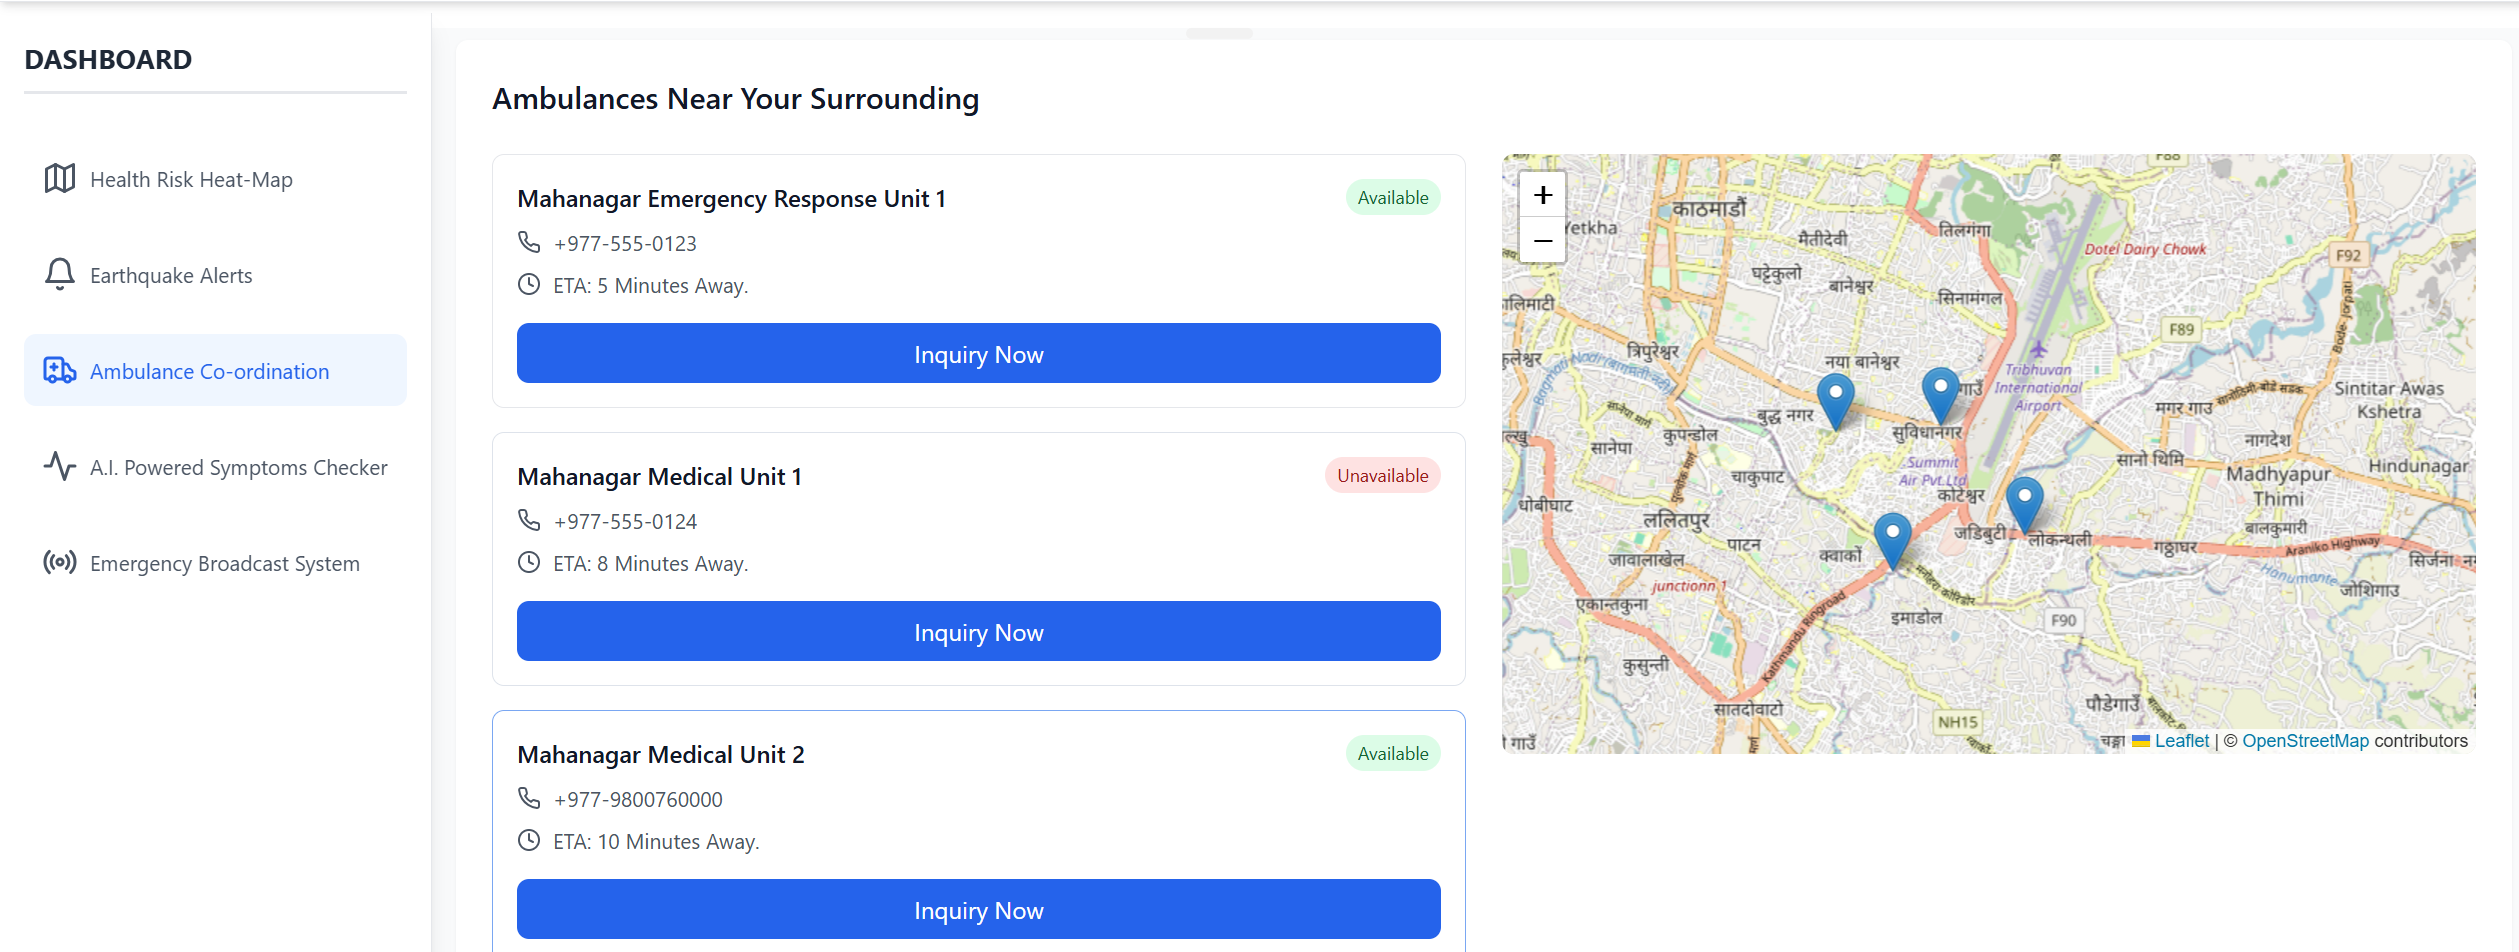 DASHBOARD
Health Risk Heat-Map
Earthquake Alerts
Ambulance Co-ordination
A.I. Powered Symptoms Checker
Emergency Broadcast System
Ambulances Near Your Surrounding
Mahanagar Emergency Response Unit 1
Available
+977-555-0123
ETA: 5 Minutes Away.
Inquiry Now
Mahanagar Medical Unit 1
Unavailable
+977-555-0124
ETA: 8 Minutes Away.
Inquiry Now
Mahanagar Medical Unit 2
Available
+977-9800760000
ETA: 10 Minutes Away.
Inquiry Now
+
−
काठमाडौं
Yetkha
मैतीदेवी
तिलगंगा
Dotel Dairy Chowk
F92
घट्टेकुलो
बानेश्वर
सिनामंगल
F89
Bode-Jorpati
त्रिपुरेश्वर
नयाँ बानेश्वर
Tribhuvan
International
Airport
Sintitar Awas
Kshetra
बुद्ध नगर
गाउँ
मगर गाउँ
सुविधानगर
कुपन्डोल
सानेपा
नागदेश
चाकुपाट
Summit
Air Pvt.Ltd
सानो थिमि
Madhyapur
Thimi
Hindunagar
कोटेश्वर
धोबीघाट
ललितपुर
बालकुमारी
जडिबुटी
लोकन्थली
पाटन
क्वार्को
गठ्ठाघर
Araniko Highway
जावालाखेल
junctionn 1
Hanumante
जोशिगाउ
एकान्तकुना
इमाडोल
F90
Kathmandu Ringroad
कुसुन्ती
सातदोवाटो
पौडेगाउँ
NH15
Leaflet | © OpenStreetMap contributors